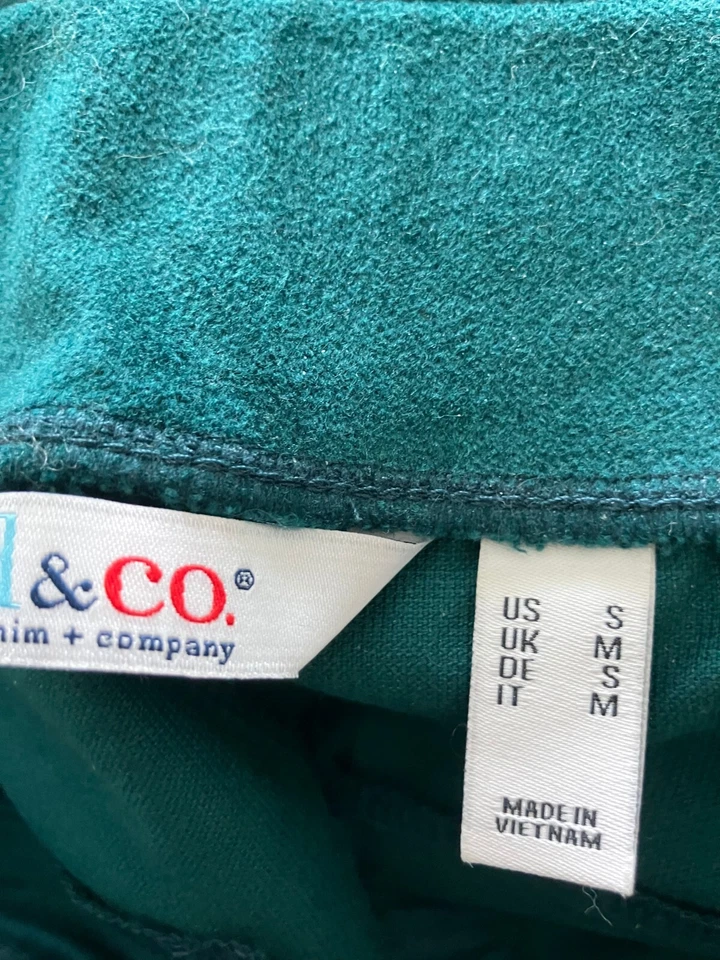 & CO.®
nim + company
US S
UK M
DE S
IT M
MADE IN
VIETNAM